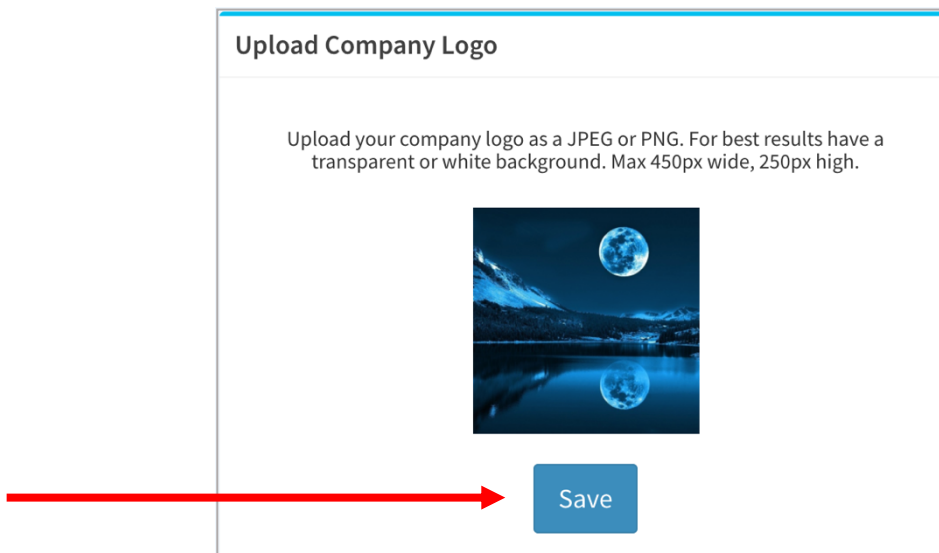 Upload Company Logo
Upload your company logo as a JPEG or PNG. For best results have a
transparent or white background. Max 450px wide, 250px high.
Save